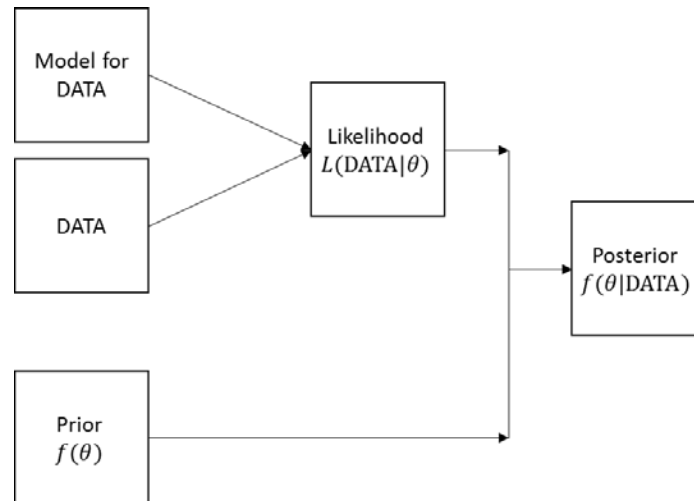 Model for
DATA
Likelihood
L(DATA|θ)
DATA
Posterior
f(θ|DATA)
Prior
f(θ)